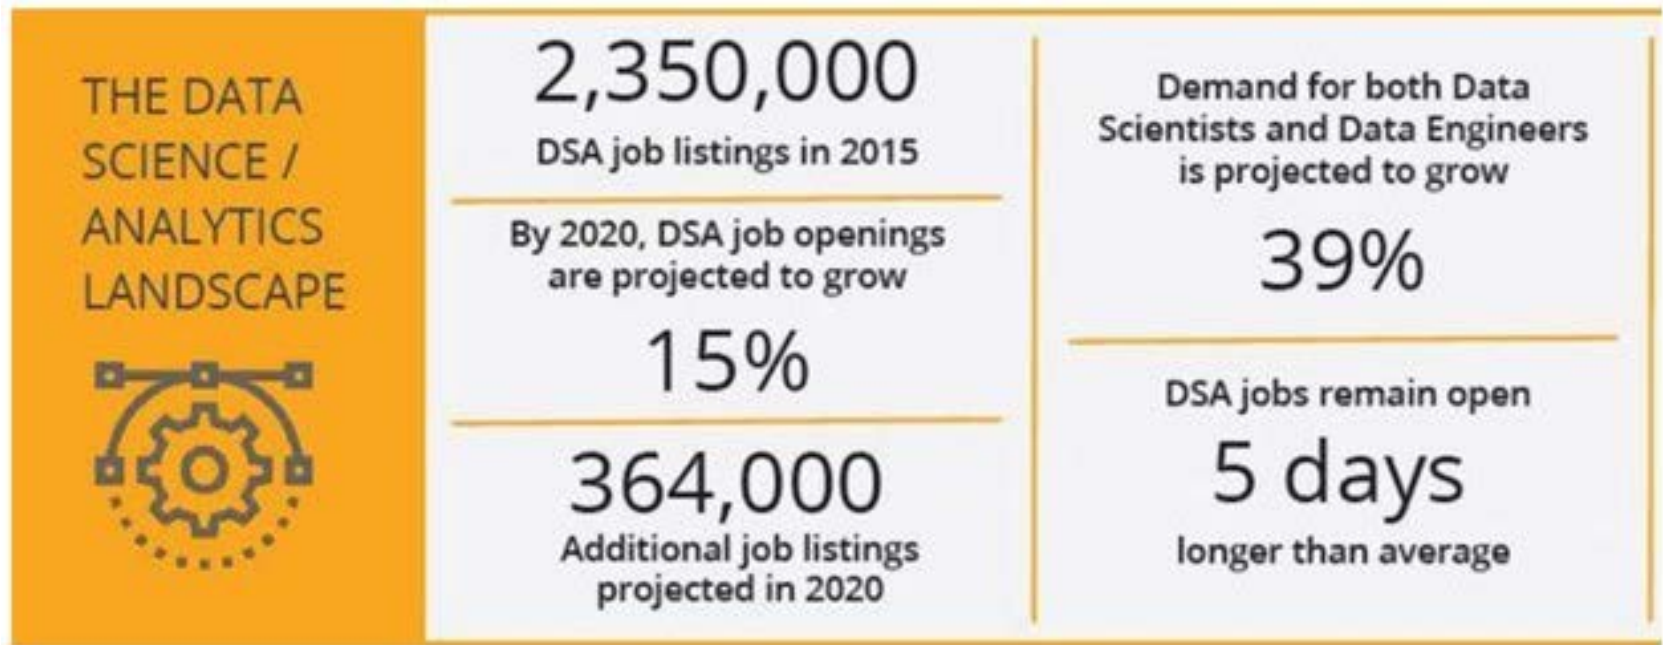 THE DATA
SCIENCE /
ANALYTICS
LANDSCAPE
2,350,000
DSA job listings in 2015
By 2020, DSA job openings
are projected to grow
15%
364,000
Additional job listings
projected in 2020
Demand for both Data
Scientists and Data Engineers
is projected to grow
39%
DSA jobs remain open
5 days
longer than average